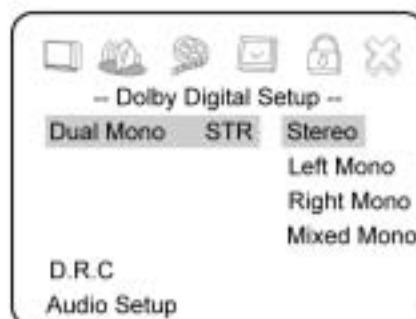 -- Dolby Digital Setup --
Dual Mono STR Stereo
Left Mono
Right Mono
Mixed Mono
D.R.C
Audio Setup